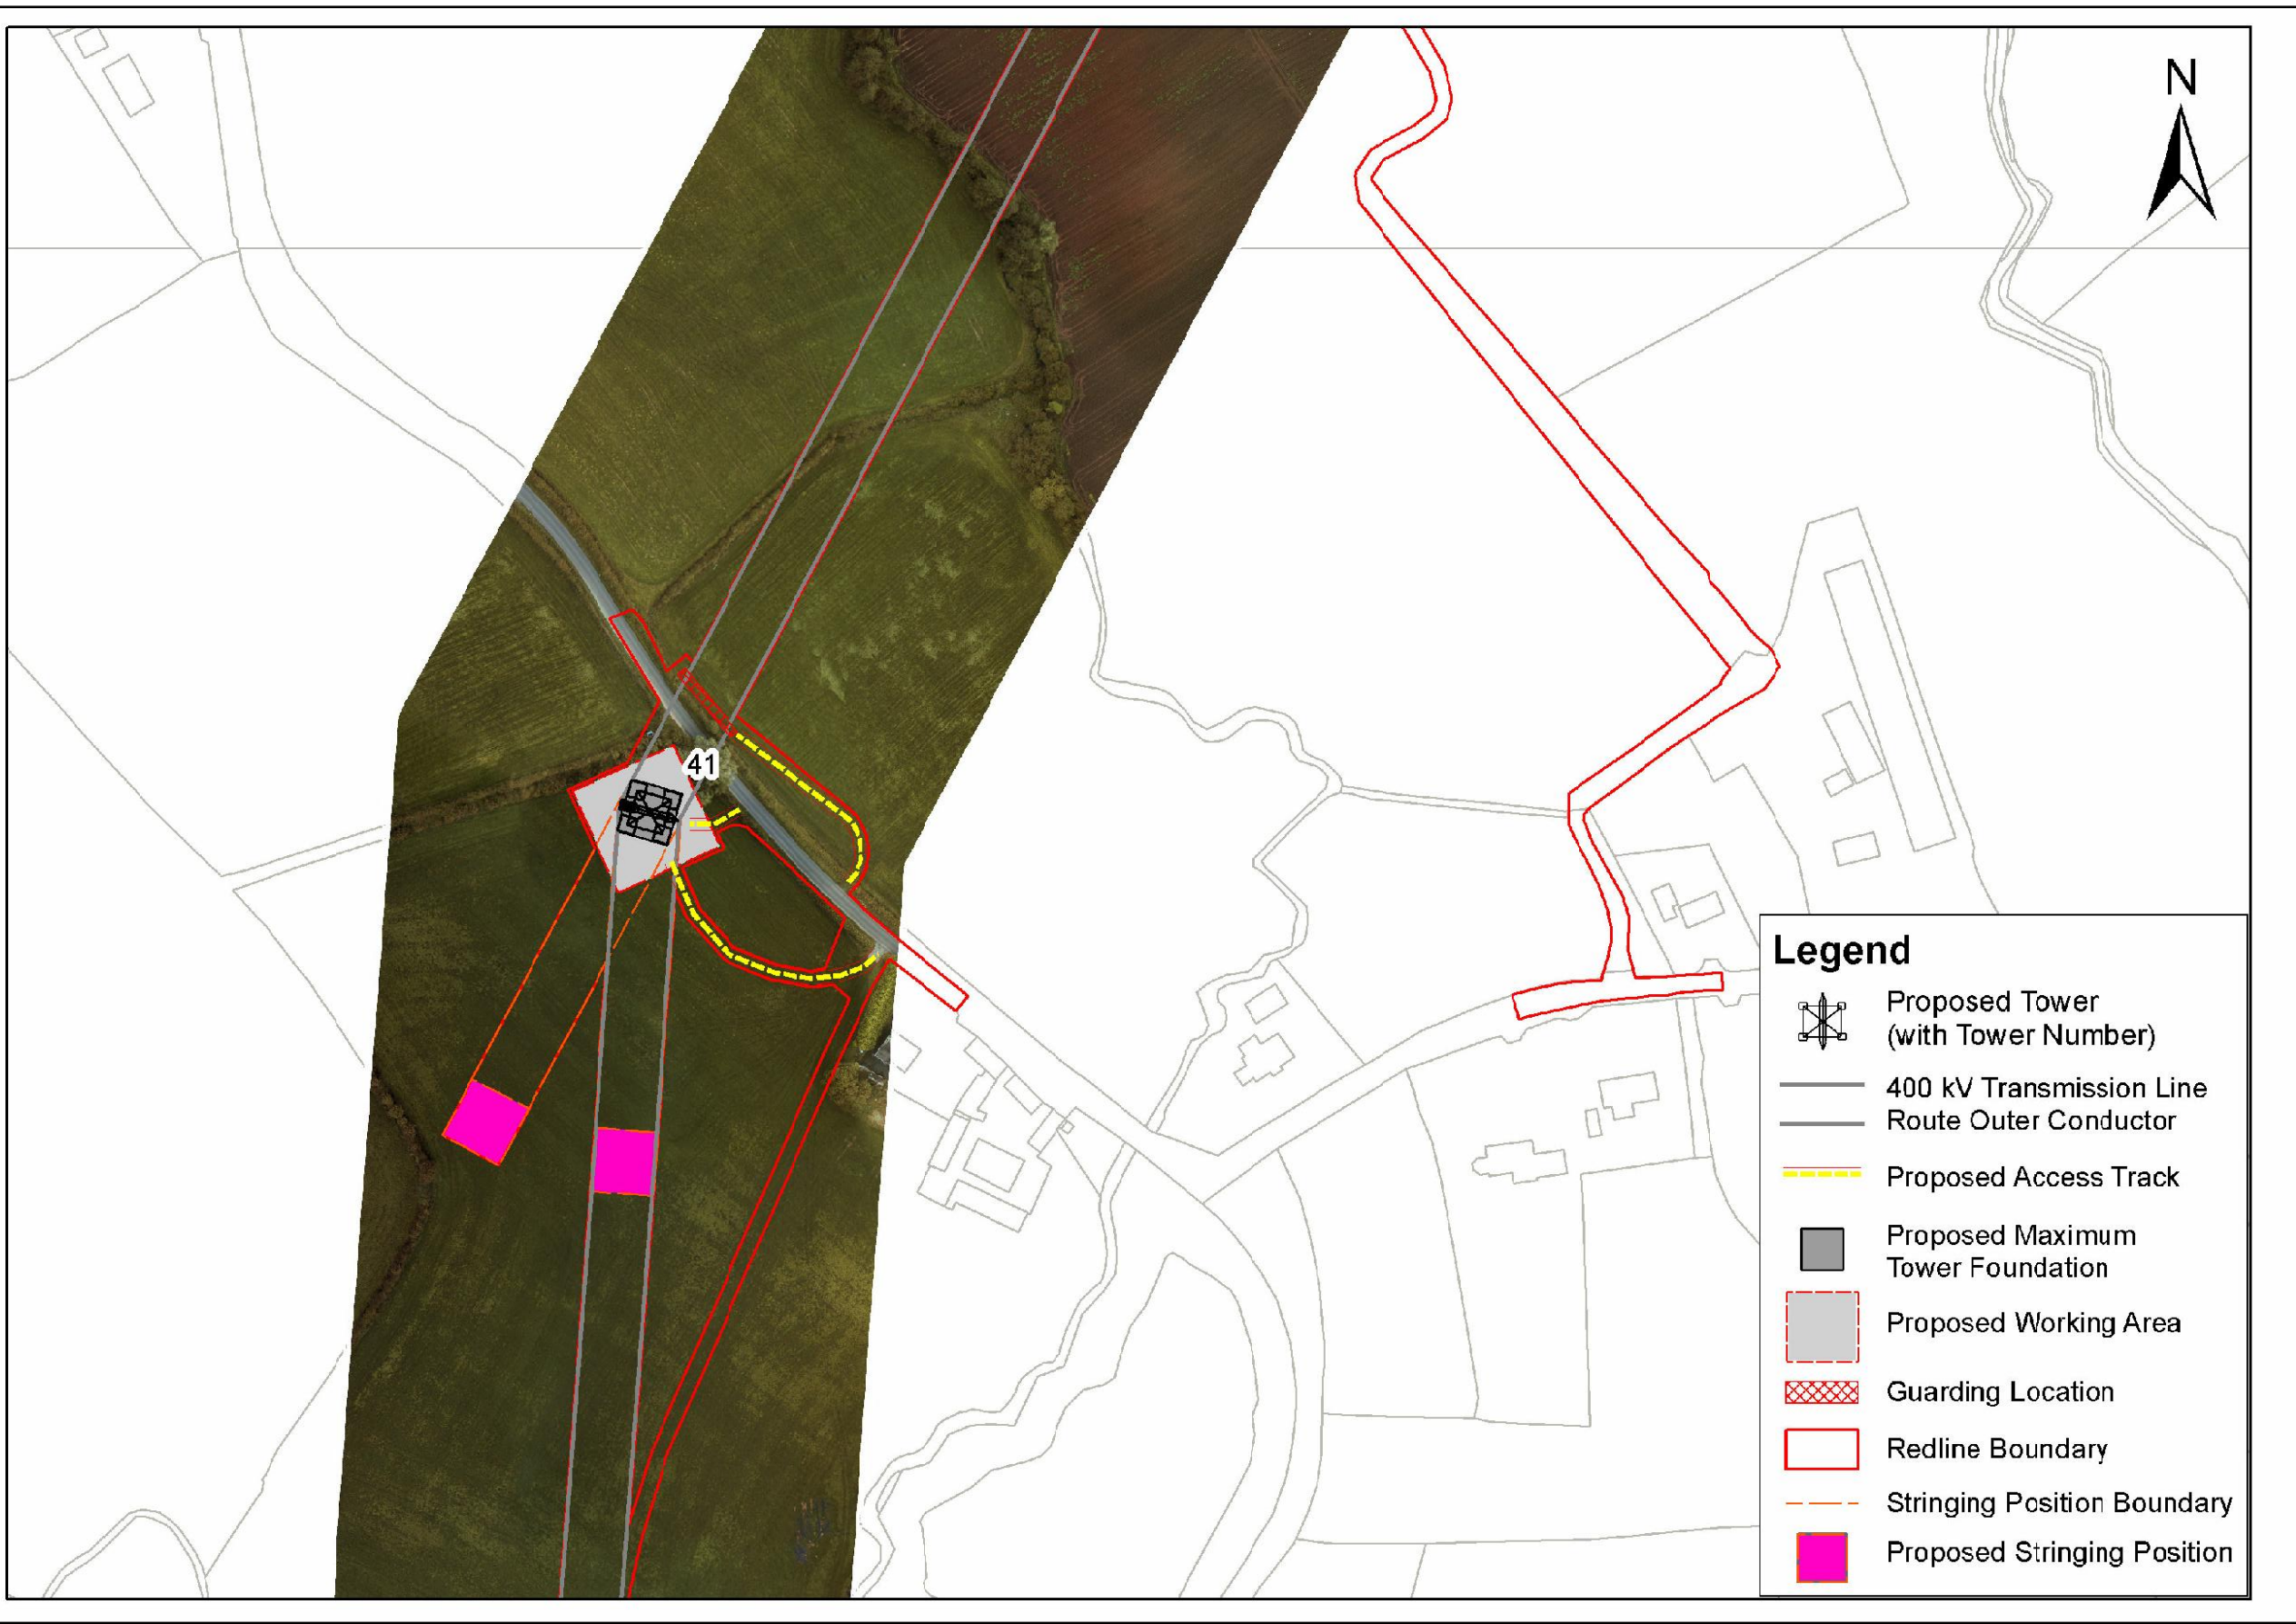 N
41
Legend
Proposed Tower
(with Tower Number)
400 kV Transmission Line
Route Outer Conductor
Proposed Access Track
Proposed Maximum
Tower Foundation
Proposed Working Area
Guarding Location
Redline Boundary
Stringing Position Boundary
Proposed Stringing Position